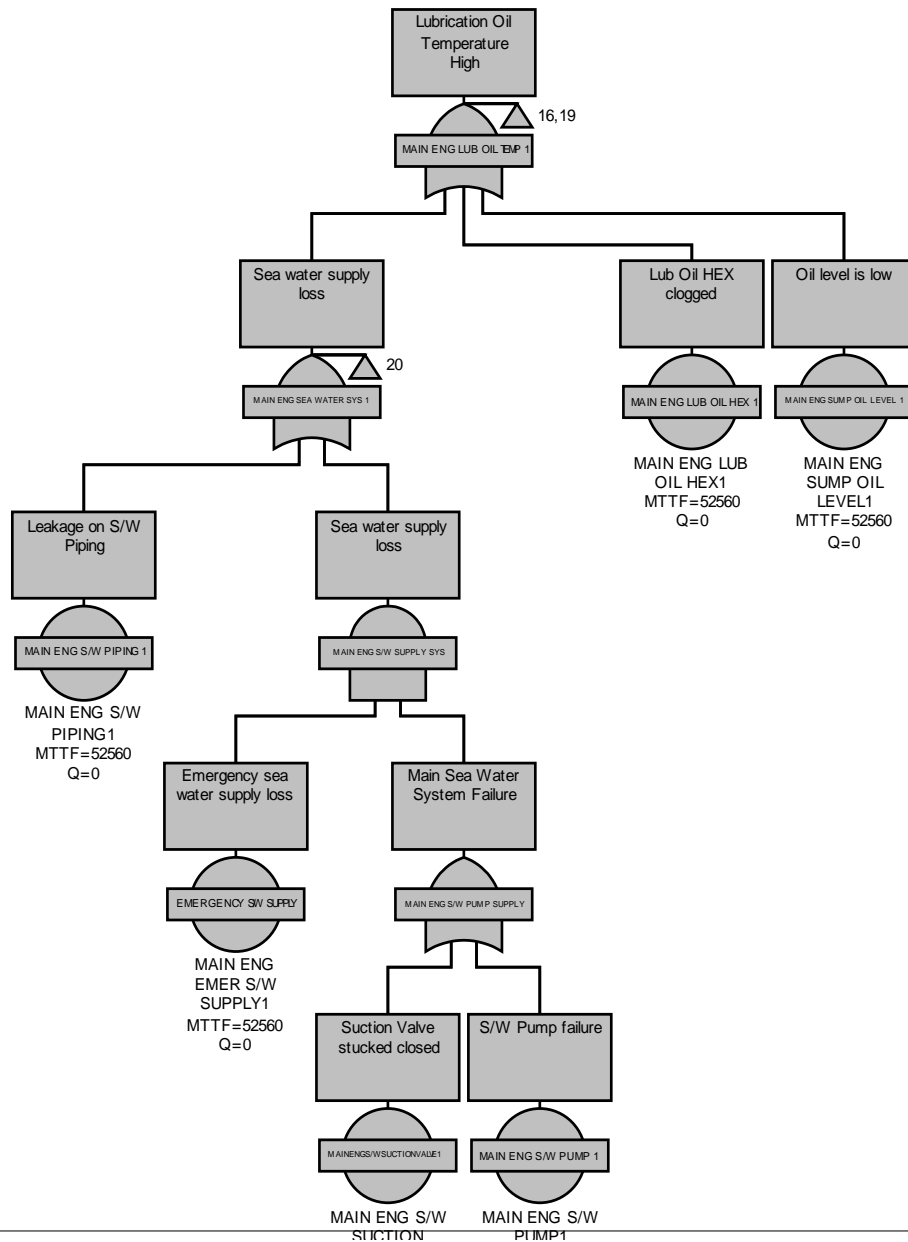 Lubrication Oil
Temperature
High
16,19
MAIN ENG LUB OIL TEMP 1
Sea water supply
loss
Lub Oil HEX
clogged
Oil level is low
20
MAIN ENG SEA WATER SYS 1
MAIN ENG LUB OIL HEX 1
MAIN ENG SUMP OIL LEVEL 1
MAIN ENG LUB
OIL HEX1
MTTF=52560
Q=0
MAIN ENG
SUMP OIL
LEVEL1
MTTF=52560
Q=0
Leakage on S/W
Piping
Sea water supply
loss
MAIN ENG S/W PIPING 1
MAIN ENG S/W SUPPLY SYS
MAIN ENG S/W
PIPING1
MTTF=52560
Q=0
Emergency sea
water supply loss
Main Sea Water
System Failure
EMERGENCY S/W SUPPLY
MAIN ENG S/W PUMP SUPPLY
MAIN ENG
EMER S/W
SUPPLY1
MTTF=52560
Q=0
Suction Valve
stucked closed
S/W Pump failure
MAIN ENG S/W SUCTION VALVE1
MAIN ENG S/W PUMP 1
MAIN ENG S/W
SUCTION
MAIN ENG S/W
PUMP1